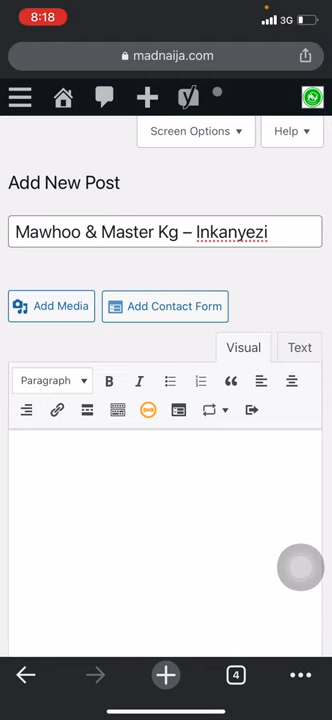 8:18
3G
madnaija.com
Screen Options ▼
Help ▼
Add New Post
Mawhoo & Master Kg – Inkanyezi
Add Media
Add Contact Form
Visual
Text
Paragraph ▼
B
I
4